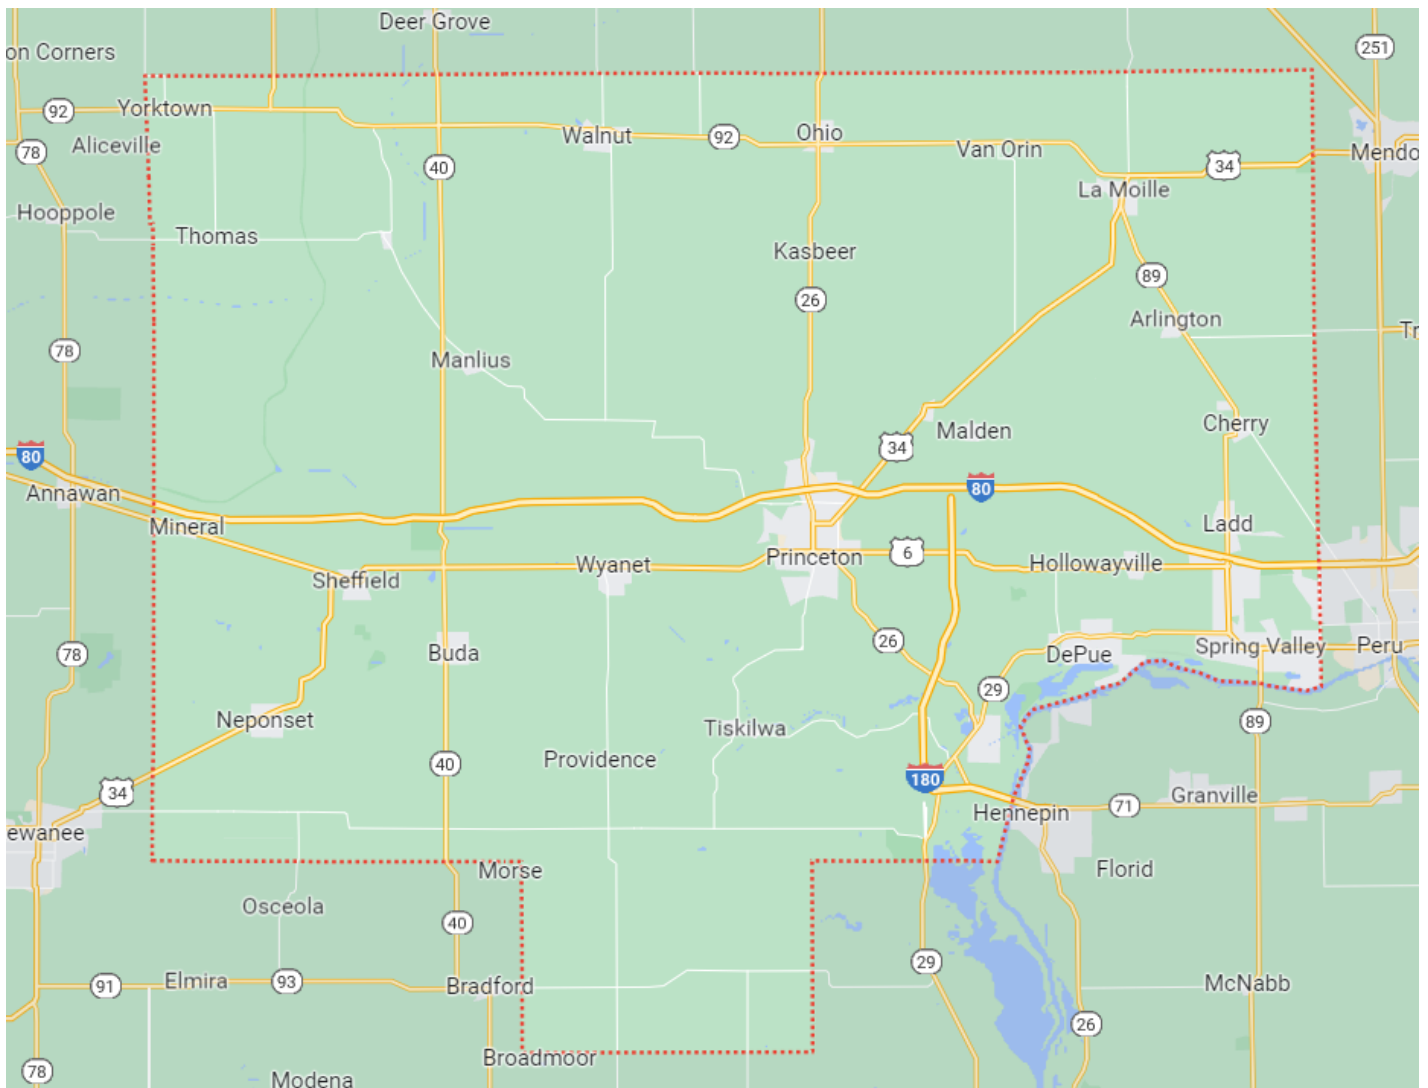 Deer Grove
on Corners
251
92
Yorktown
Walnut
92
Ohio
Van Orin
Mendo
78
Aliceville
40
34
La Moille
Hooppole
Thomas
Kasbeer
89
26
Arlington
Tr
78
Manlius
Cherry
Malden
34
80
Annawan
80
Mineral
Ladd
Princeton
6
Wyanet
Hollowayville
Sheffield
26
78
Buda
DePue
Spring Valley
Peru
29
Neponset
Tiskilwa
89
Providence
40
180
34
Hennepin
71
Granville
ewanee
Morse
Florid
Osceola
40
29
91
Elmira
93
Bradford
McNabb
26
Broadmoor
78
Modena